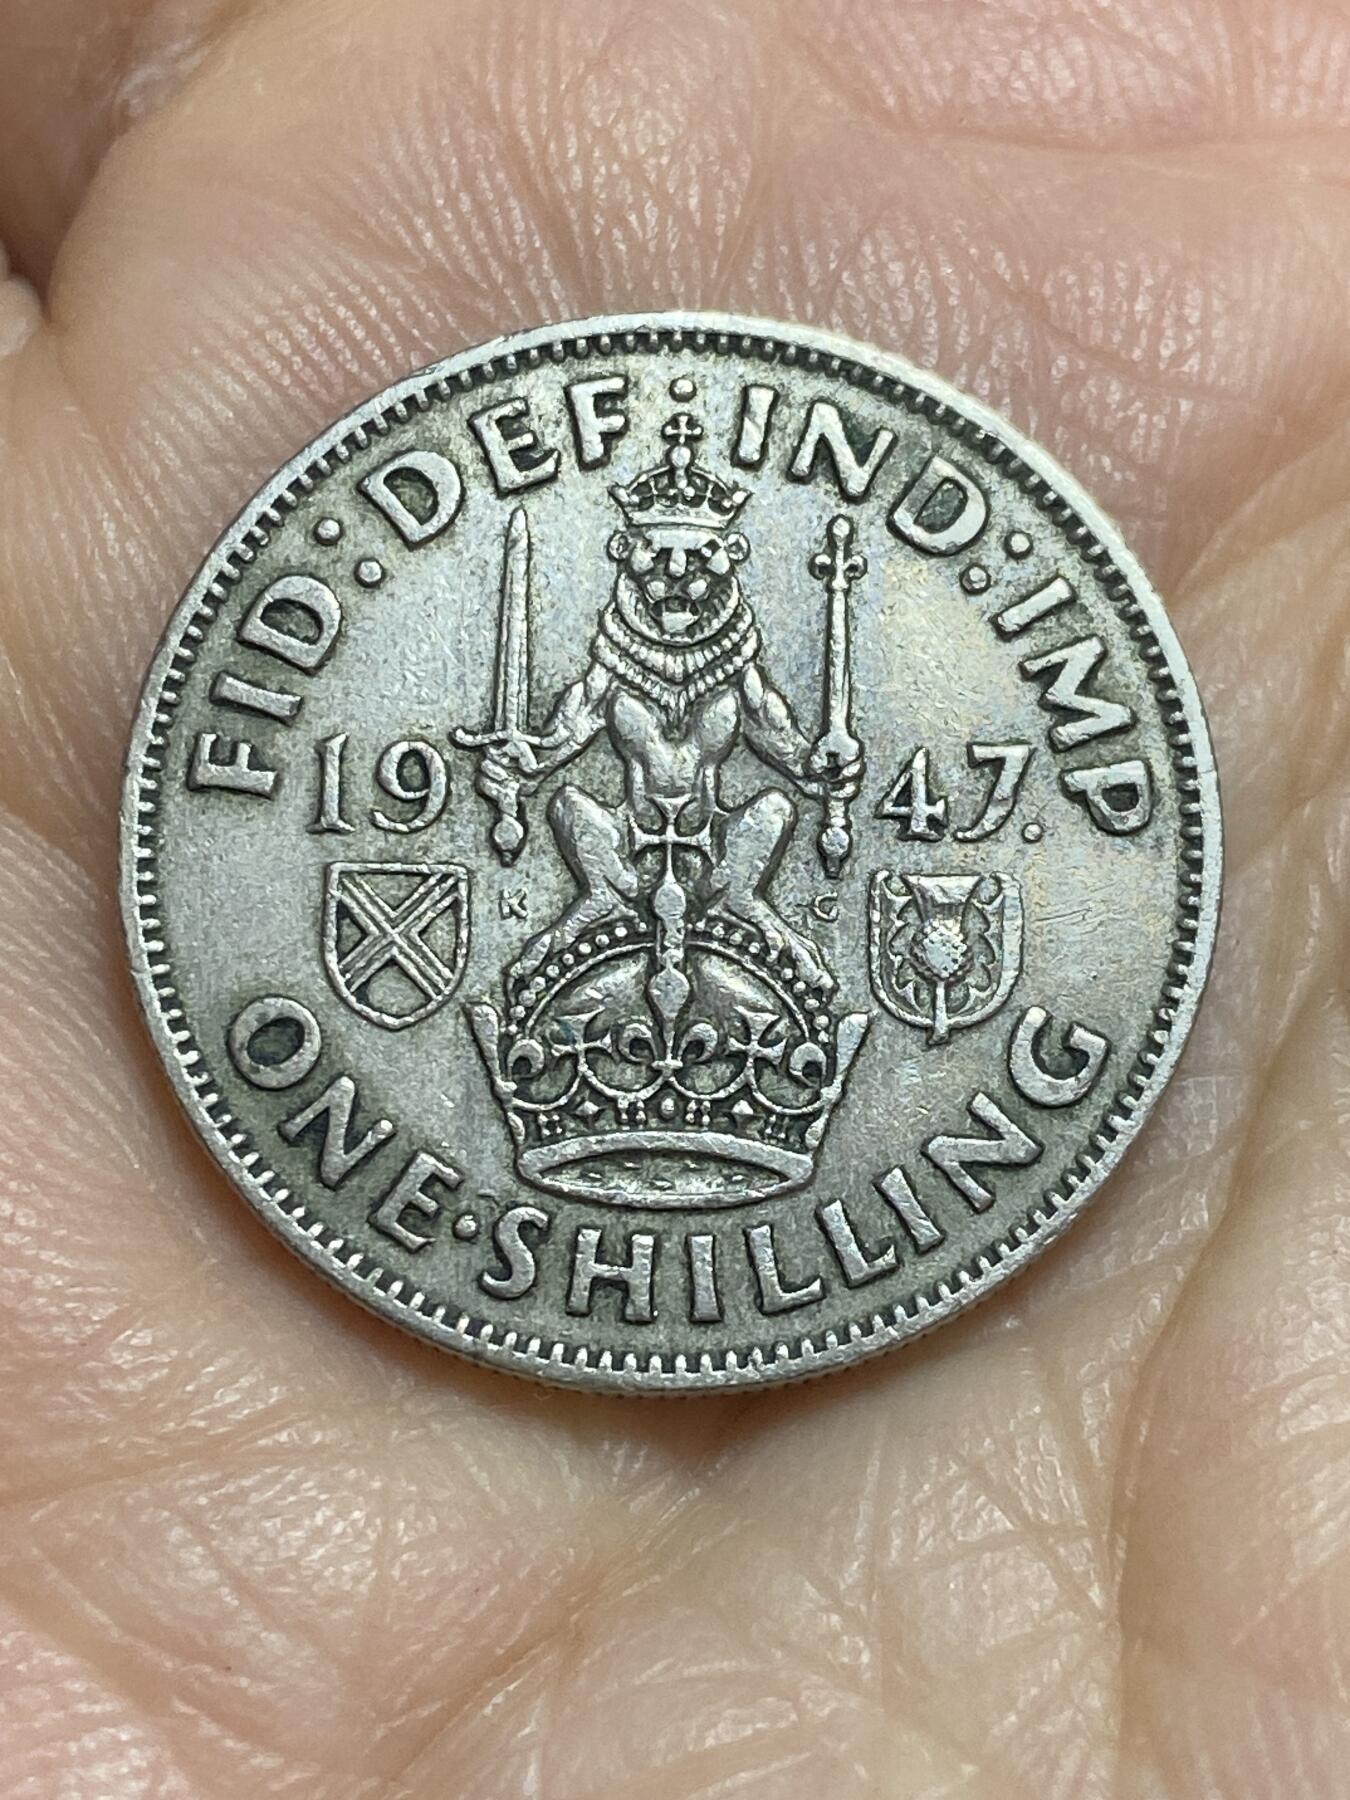 FID : DEF : IND : IMP
1947.
K G
ONE · SHILLING